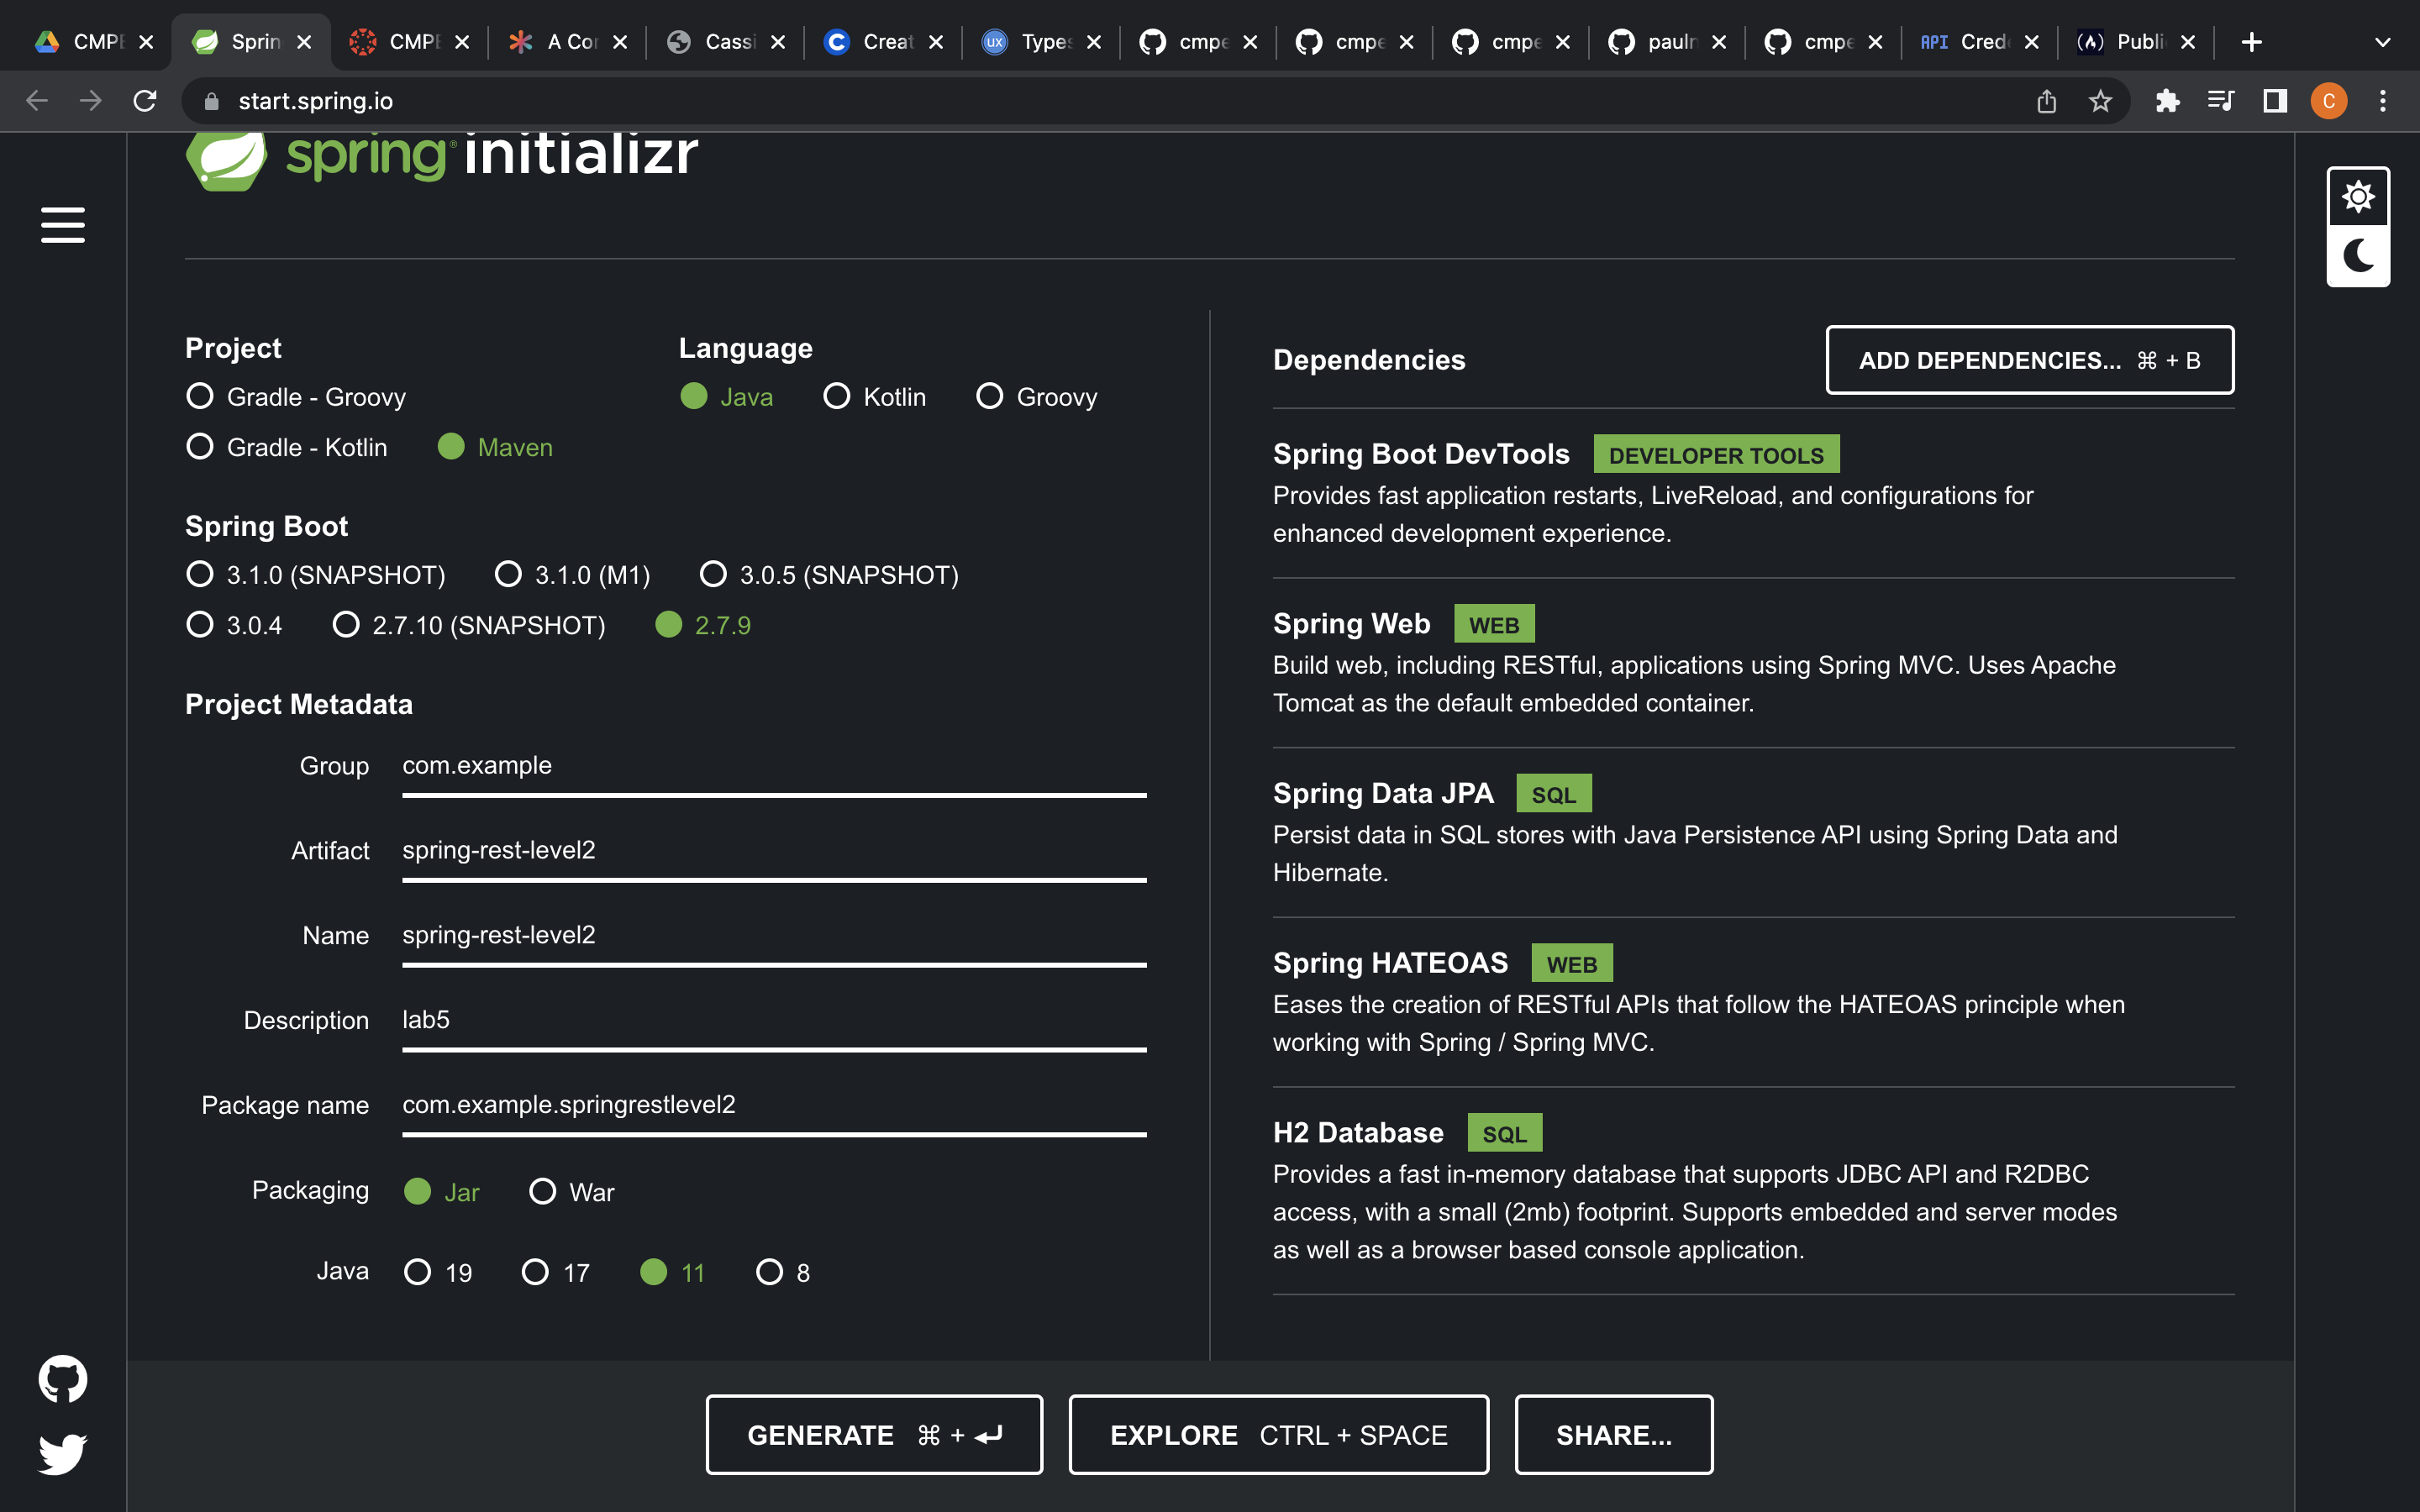 CMPE
Sprin
CMPE
A Cor
Cassi
Creat
UX
Types
cmpe
cmpe
cmpe
pauln
cmpe
API
Cred
Publi
start.spring.io
C
spring initializr
Project
Gradle - Groovy
Gradle - Kotlin
Maven
Language
Java
Kotlin
Groovy
Spring Boot
3.1.0 (SNAPSHOT)
3.1.0 (M1)
3.0.5 (SNAPSHOT)
3.0.4
2.7.10 (SNAPSHOT)
2.7.9
Project Metadata
Group com.example
Artifact spring-rest-level2
Name spring-rest-level2
Description lab5
Package name com.example.springrestlevel2
Packaging Jar War
Java 19 17 11 8
Dependencies
ADD DEPENDENCIES... ⌘ + B
Spring Boot DevTools DEVELOPER TOOLS
Provides fast application restarts, LiveReload, and configurations for
enhanced development experience.
Spring Web WEB
Build web, including RESTful, applications using Spring MVC. Uses Apache
Tomcat as the default embedded container.
Spring Data JPA SQL
Persist data in SQL stores with Java Persistence API using Spring Data and
Hibernate.
Spring HATEOAS WEB
Eases the creation of RESTful APIs that follow the HATEOAS principle when
working with Spring / Spring MVC.
H2 Database SQL
Provides a fast in-memory database that supports JDBC API and R2DBC
access, with a small (2mb) footprint. Supports embedded and server modes
as well as a browser based console application.
GENERATE ⌘ + ↵
EXPLORE CTRL + SPACE
SHARE...